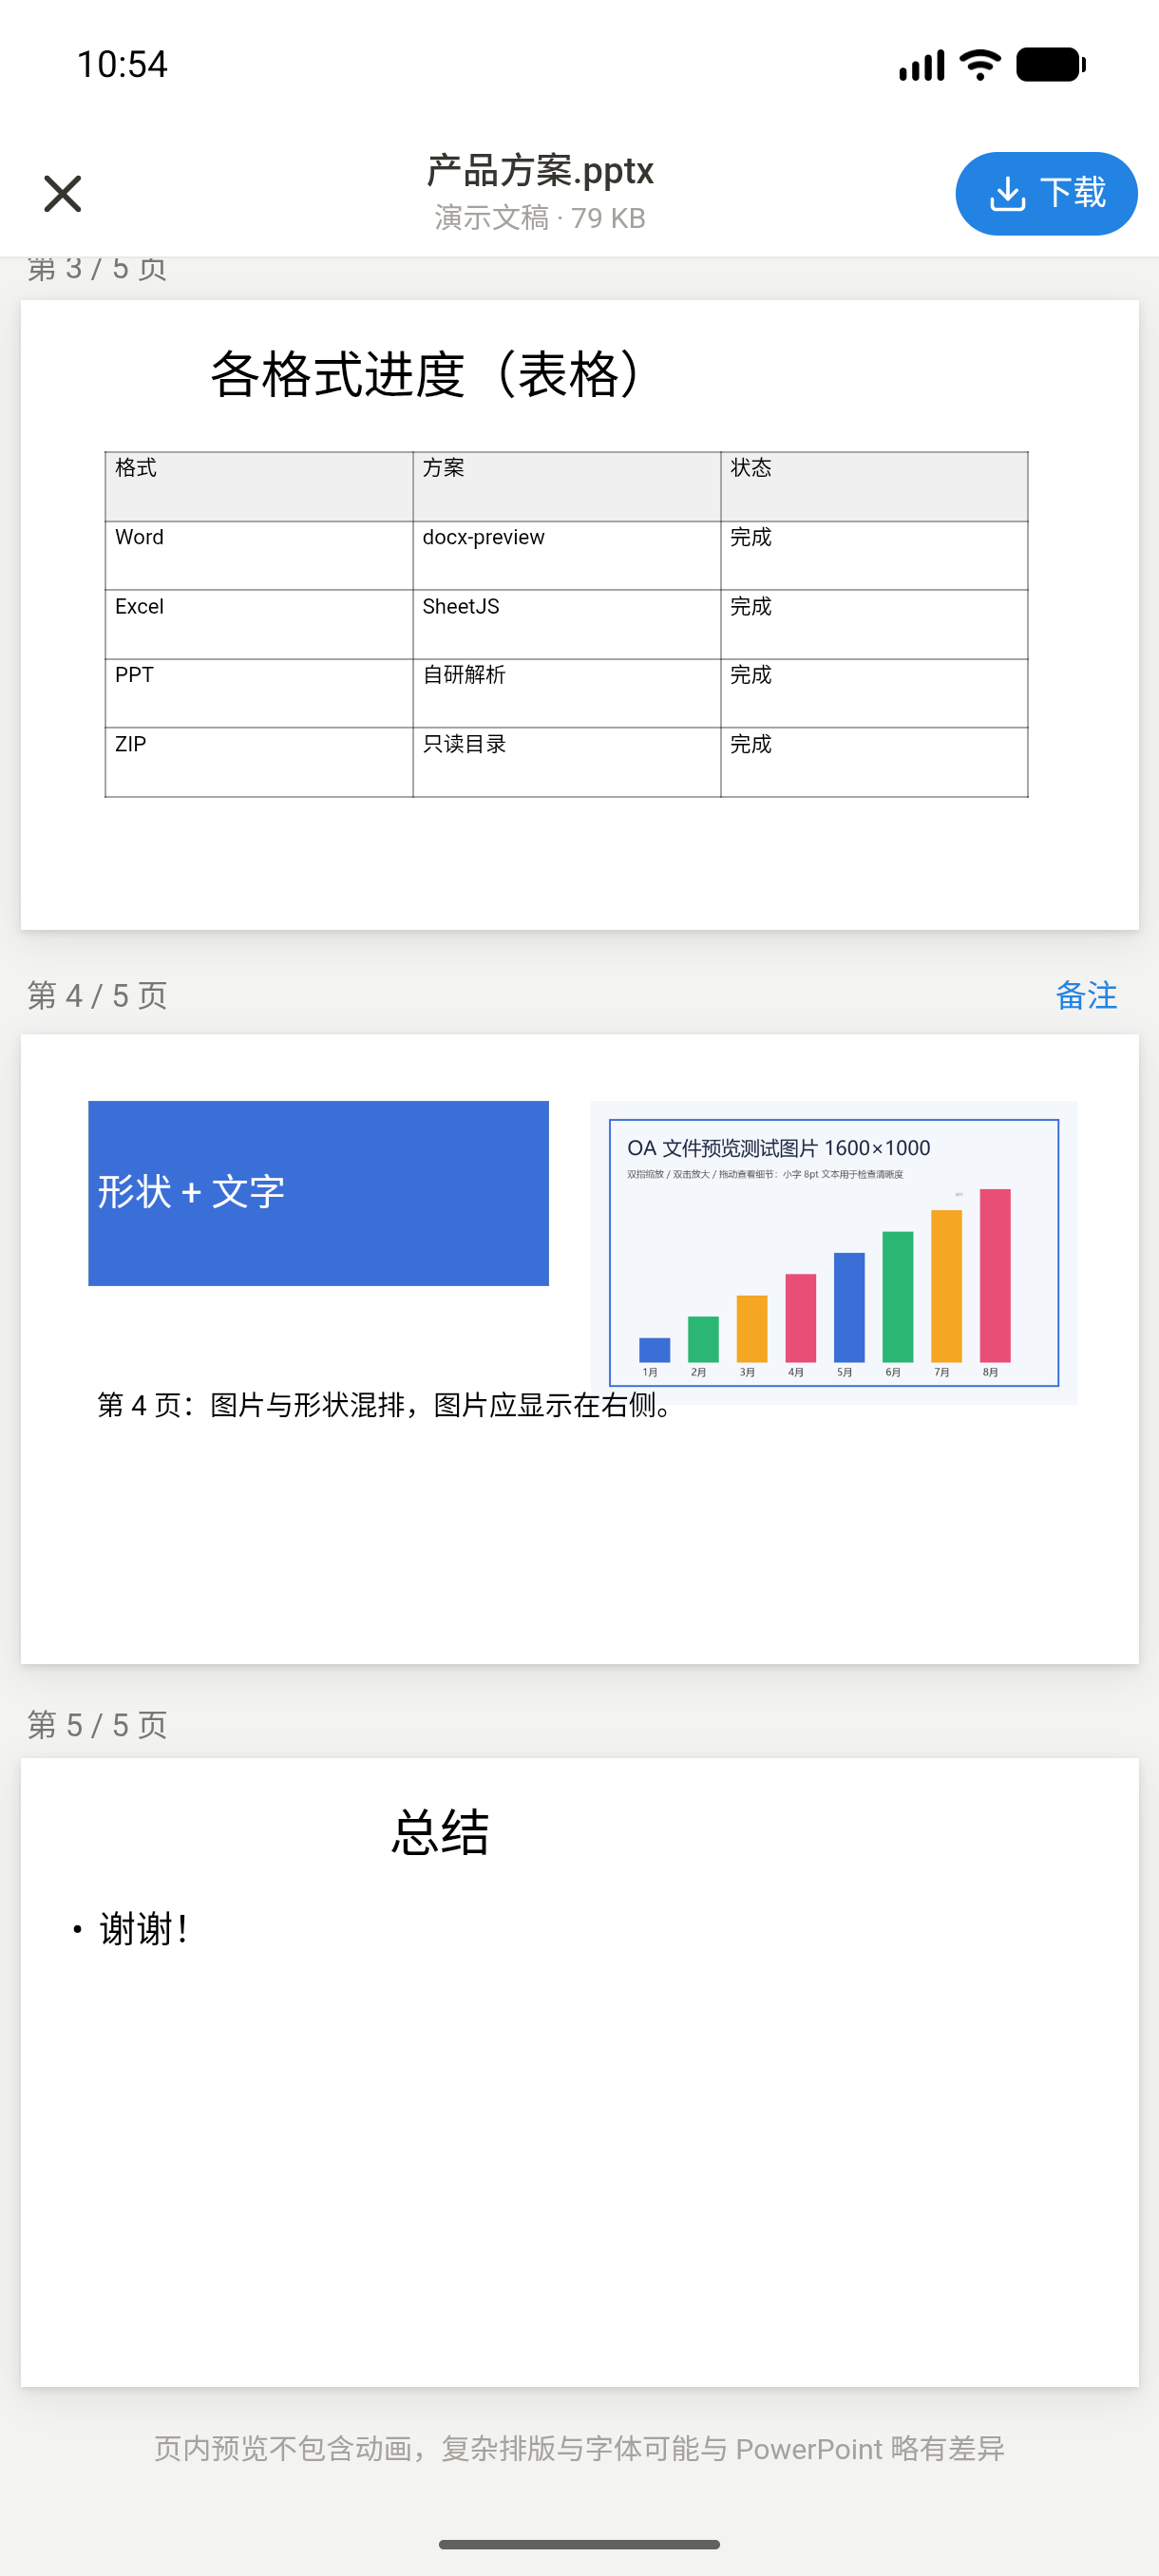 10:54
产品方案.pptx
演示文稿 · 79 KB
下载
第 3 / 5 页
各格式进度（表格）
格式 方案 状态
Word docx-preview 完成
Excel SheetJS 完成
PPT 自研解析 完成
ZIP 只读目录 完成
第 4 / 5 页
备注
形状 + 文字
OA 文件预览测试图片 1600×1000
双指缩放 / 双击放大 / 拖动查看细节：小字 8pt 文本用于检查清晰度
1月 2月 3月 4月 5月 6月 7月 8月
第 4 页：图片与形状混排，图片应显示在右侧。
第 5 / 5 页
总结
• 谢谢！
页内预览不包含动画，复杂排版与字体可能与 PowerPoint 略有差异